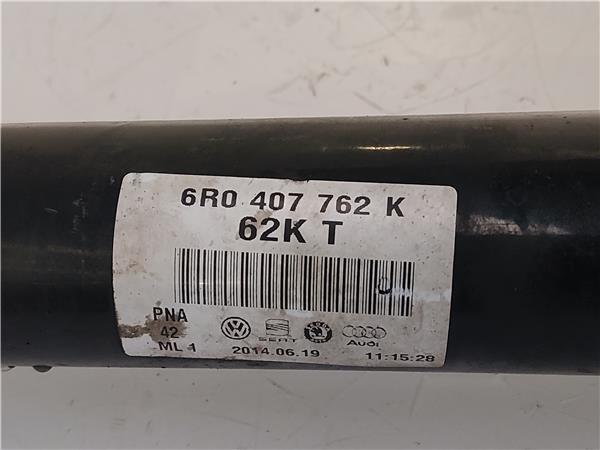 6R0 407 762 K
62K T
PNA
42
ML 1
SEAT
Audi
2014.06.19
11:15:28